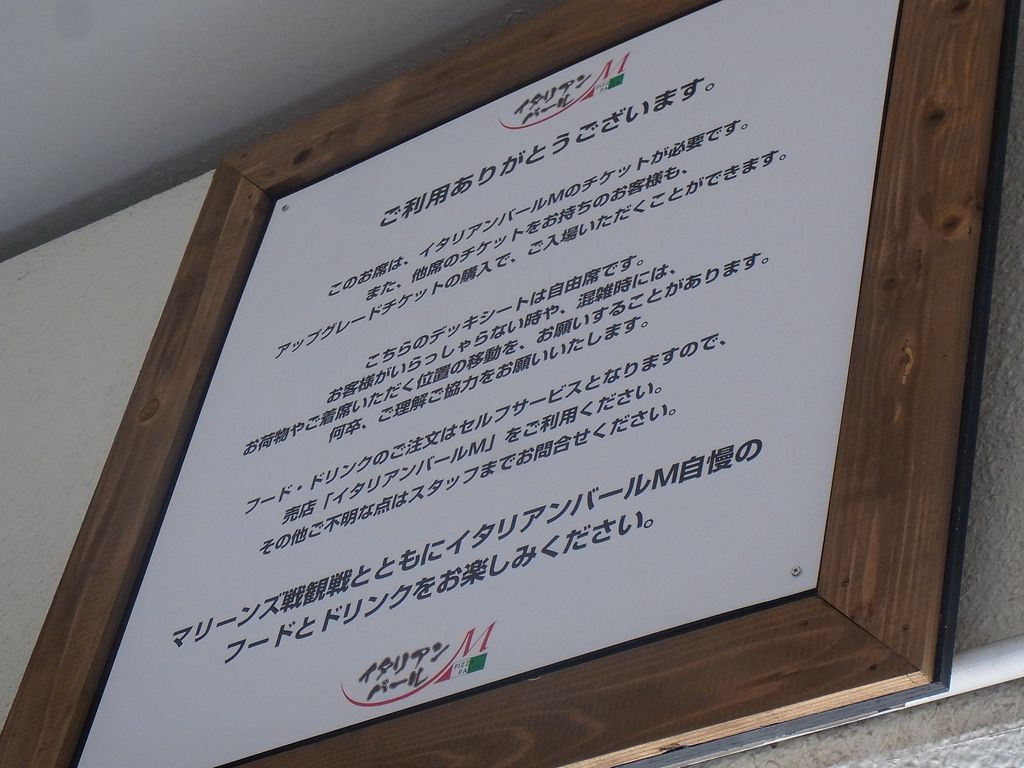 イタリアン
バール M
ご利用ありがとうございます。
このお席は、イタリアンバールMのチケットが必要です。
また、他席のチケットをお持ちのお客様も、
アップグレードチケットの購入で、ご入場いただくことができます。
こちらのデッキシートは自由席です。
お客様がいらっしゃらない時や、混雑時には、
お荷物やご着席いただく位置の移動を、お願いすることがあります。
何卒、ご理解ご協力をお願いいたします。
フード・ドリンクのご注文はセルフサービスとなりますので、
売店「イタリアンバールM」をご利用ください。
その他ご不明な点はスタッフまでお問合せください。
マリーンズ戦観戦とともにイタリアンバールM自慢の
フードとドリンクをお楽しみください。
イタリアン
バール M